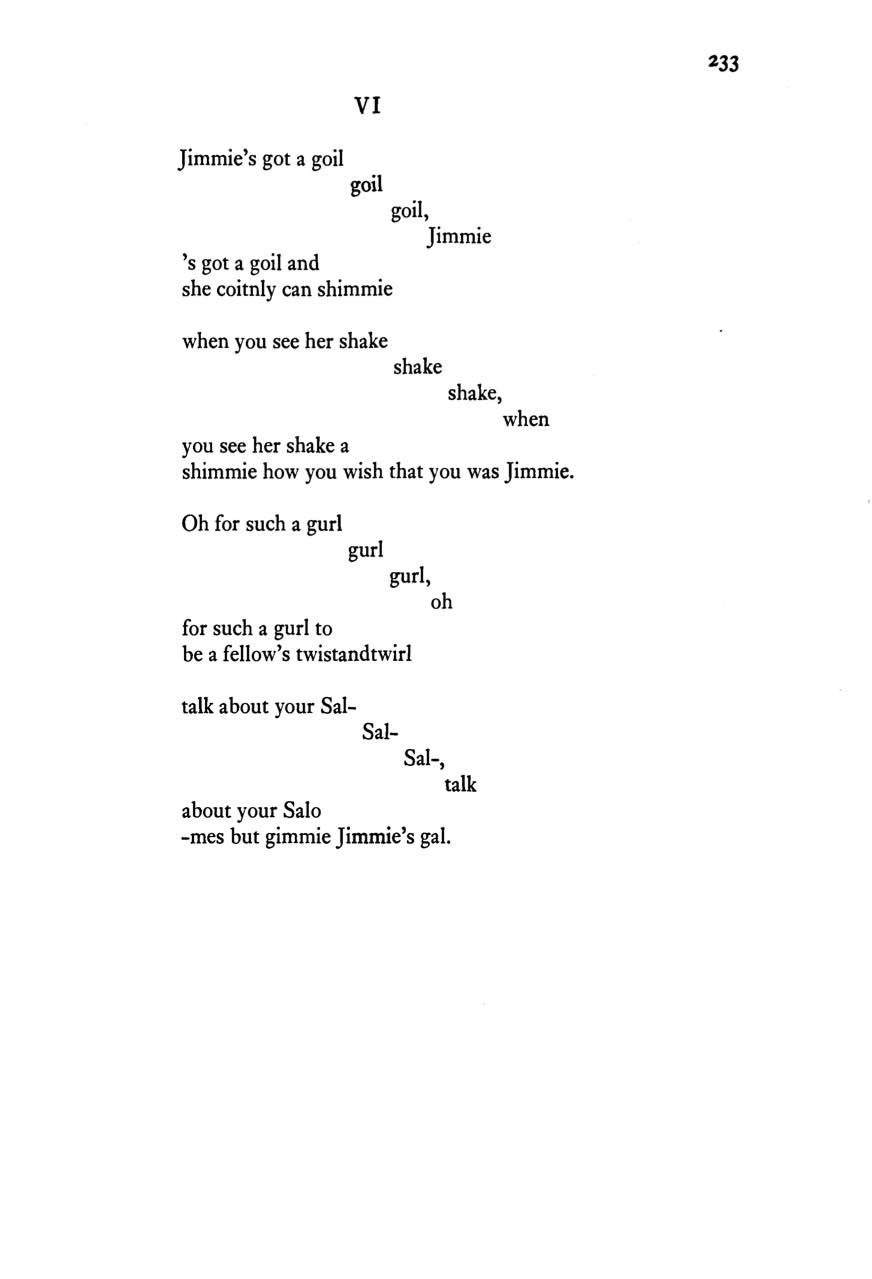 233
VI
Jimmie's got a goil
goil
goil,
Jimmie
's got a goil and
she coitnly can shimmie
when you see her shake
shake
shake,
when
you see her shake a
shimmie how you wish that you was Jimmie.
Oh for such a gurl
gurl
gurl,
oh
for such a gurl to
be a fellow's twistandtwirl
talk about your Sal-
Sal-
Sal-,
talk
about your Salo
-mes but gimmie Jimmie's gal.